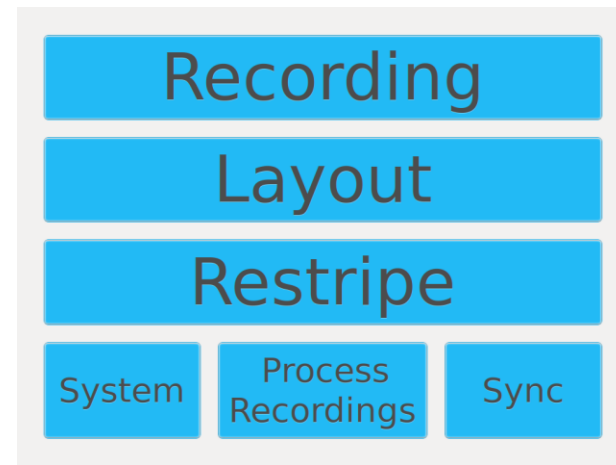 Recording
Layout
Restripe
System
Process
Recordings
Sync